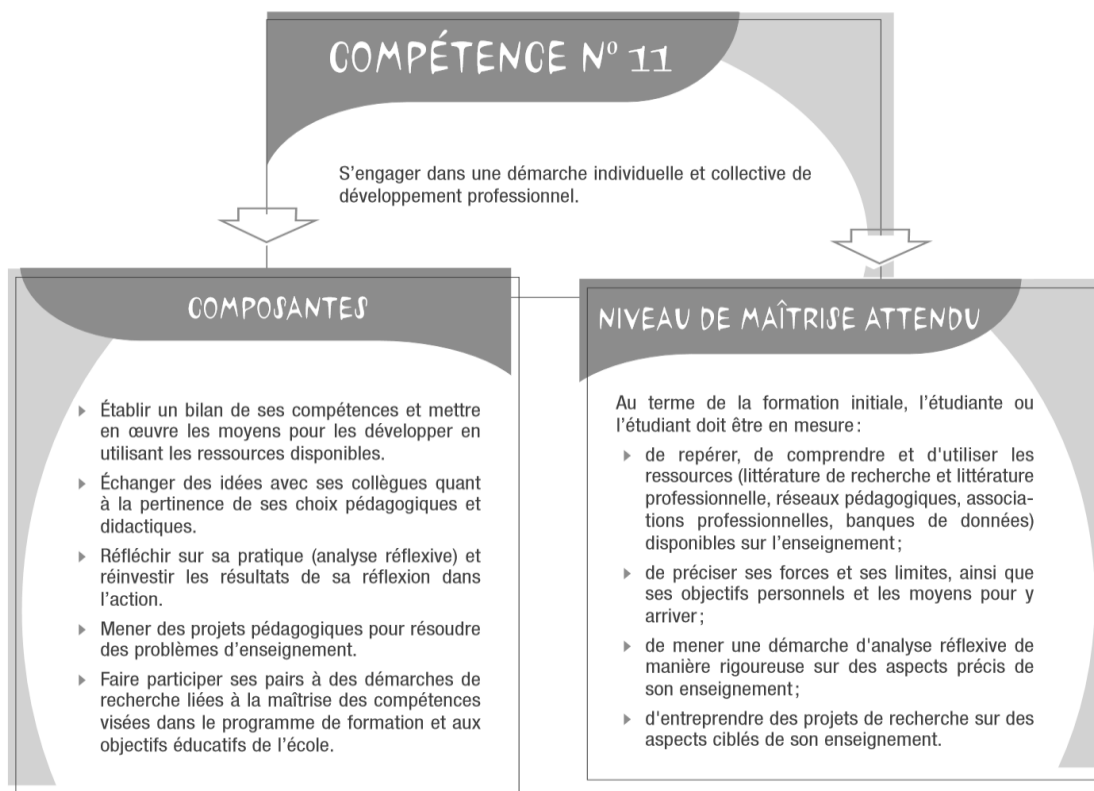 COMPÉTENCE Nº 11
S’engager dans une démarche individuelle et collective de
développement professionnel.
COMPOSANTES
▸ Établir un bilan de ses compétences et mettre
en œuvre les moyens pour les développer en
utilisant les ressources disponibles.
▸ Échanger des idées avec ses collègues quant
à la pertinence de ses choix pédagogiques et
didactiques.
▸ Réfléchir sur sa pratique (analyse réflexive) et
réinvestir les résultats de sa réflexion dans
l’action.
▸ Mener des projets pédagogiques pour résoudre
des problèmes d’enseignement.
▸ Faire participer ses pairs à des démarches de
recherche liées à la maîtrise des compétences
visées dans le programme de formation et aux
objectifs éducatifs de l’école.
NIVEAU DE MAÎTRISE ATTENDU
Au terme de la formation initiale, l’étudiante ou
l’étudiant doit être en mesure :
▸ de repérer, de comprendre et d'utiliser les
ressources (littérature de recherche et littérature
professionnelle, réseaux pédagogiques, associa-
tions professionnelles, banques de données)
disponibles sur l’enseignement ;
▸ de préciser ses forces et ses limites, ainsi que
ses objectifs personnels et les moyens pour y
arriver ;
▸ de mener une démarche d'analyse réflexive de
manière rigoureuse sur des aspects précis de
son enseignement ;
▸ d'entreprendre des projets de recherche sur des
aspects ciblés de son enseignement.